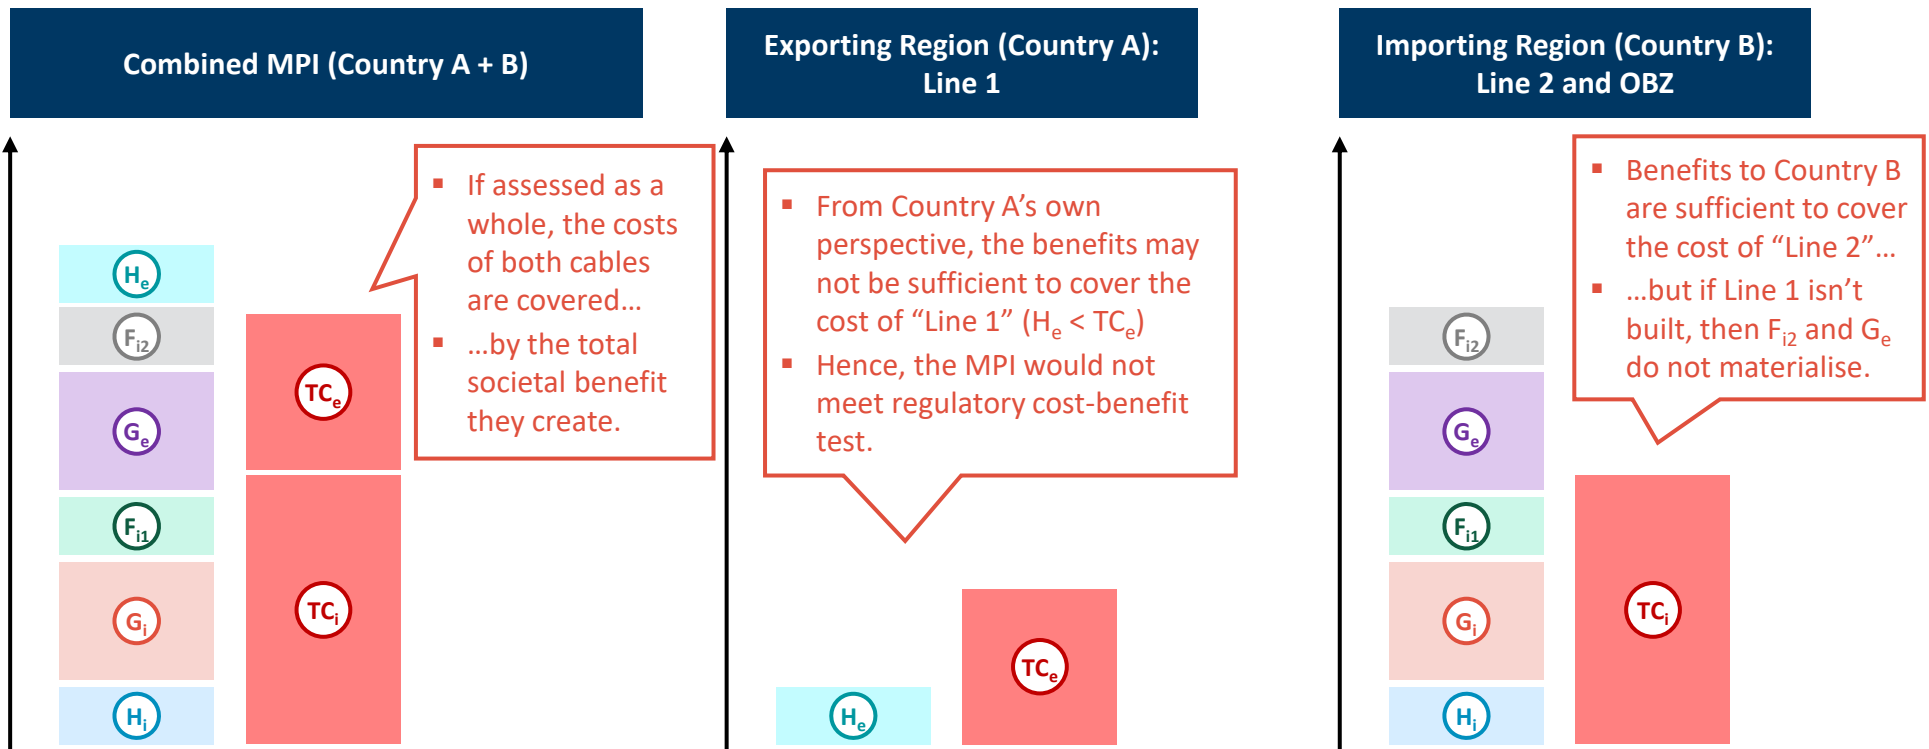 Combined MPI (Country A + B)
▪ If assessed as a
whole, the costs
of both cables
are covered…
▪ …by the total
societal benefit
they create.
He
Fi2
Ge
Fi1
Gi
Hi
TCe
TCi
Exporting Region (Country A):
Line 1
▪ From Country A’s own
perspective, the benefits may
not be sufficient to cover the
cost of “Line 1” (He < TCe)
▪ Hence, the MPI would not
meet regulatory cost-benefit
test.
He
TCe
Importing Region (Country B):
Line 2 and OBZ
▪ Benefits to Country B
are sufficient to cover
the cost of “Line 2”…
▪ …but if Line 1 isn’t
built, then Fi2 and Ge
do not materialise.
Fi2
Ge
Fi1
Gi
Hi
TCi